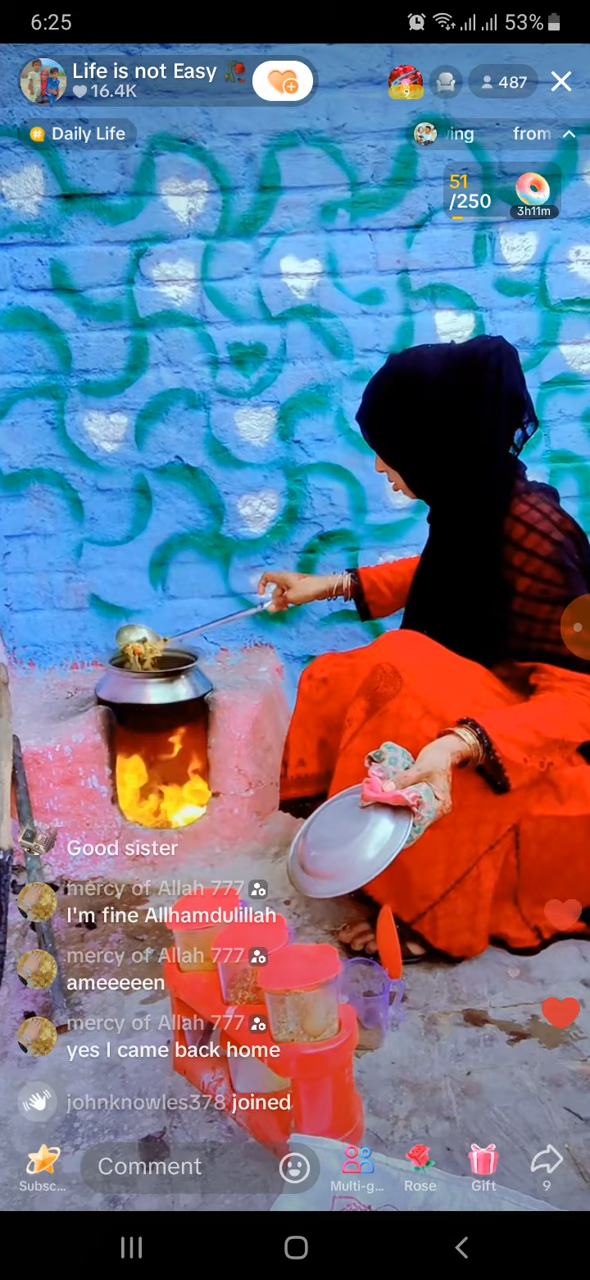 6:25
53%
Life is not Easy
16.4K
9
487
Daily Life
ing from
51
/250
3h11m
Good sister
mercy of Allah 777
I'm fine Allhamdulillah
mercy of Allah 777
ameeeeen
mercy of Allah 777
yes I came back home
johnknowles378 joined
Comment
Subsc...
Multi-g...
Rose
Gift
9